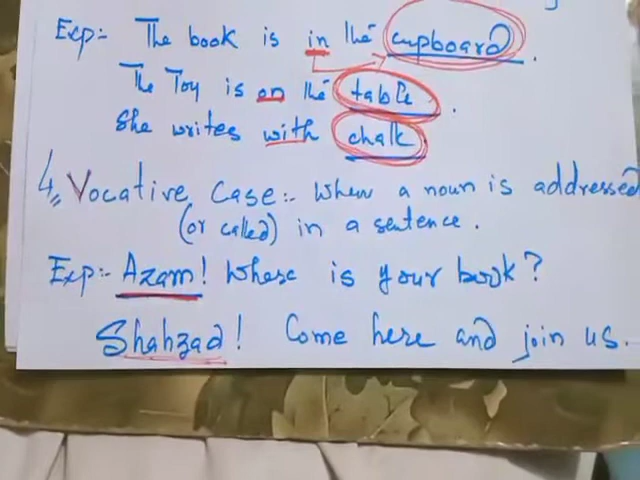 Exp:- The book is in the cupboard.
The Toy is on the table.
She writes with chalk.
4, Vocative Case:- When a noun is addressed
(or called) in a sentence.
Exp:- Azam! Where is your book?
Shahzad! Come here and join us.